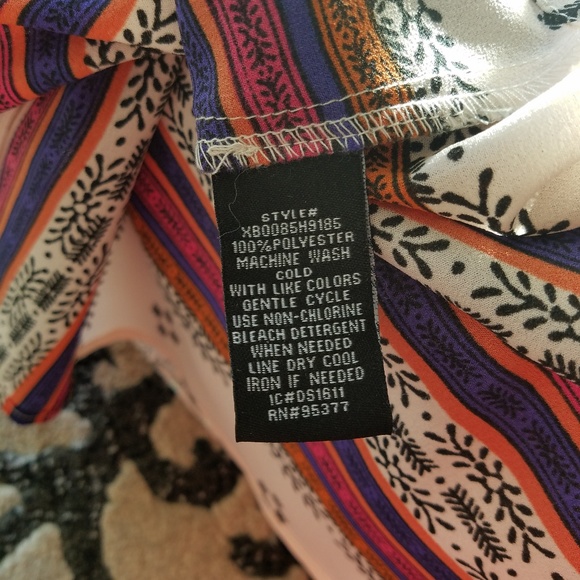 STYLE#
XB0085H9185
100%POLYESTER
MACHINE WASH
COLD
WITH LIKE COLORS
GENTLE CYCLE
USE NON-CHLORINE
BLEACH DETERGENT
WHEN NEEDED
LINE DRY COOL
IRON IF NEEDED
IC#DS1611
RN#95377